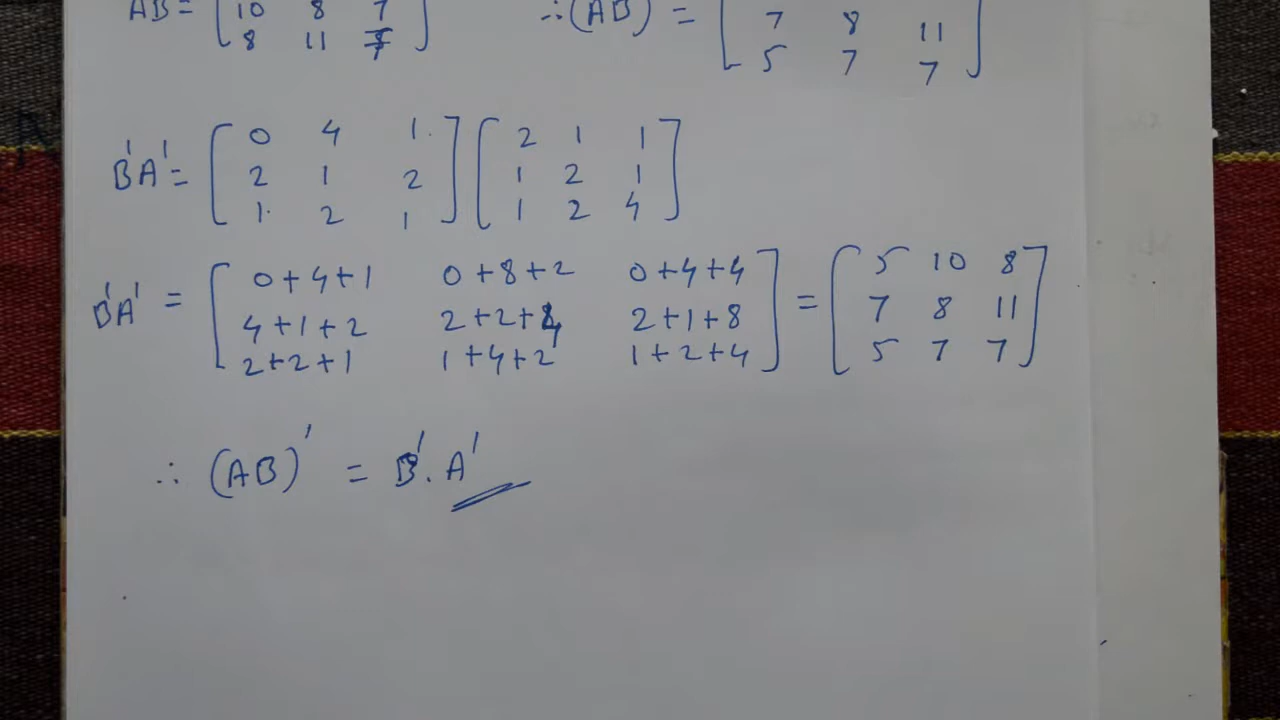 AB = [ 10 8 7 ∴(AB) = [ 7 8 11
8 11 7 ] 5 7 7 ]
B'A' = [ 0 4 1 ] [ 2 1 1 ]
2 1 2 1 2 1
1 2 1 1 2 4
B'A' = [ 0+4+1 0+8+2 0+4+4 ] = [ 5 10 8 ]
4+1+2 2+2+4 2+1+8 7 8 11
2+2+1 1+4+2 1+2+4 5 7 7
∴ (AB)' = B'.A'